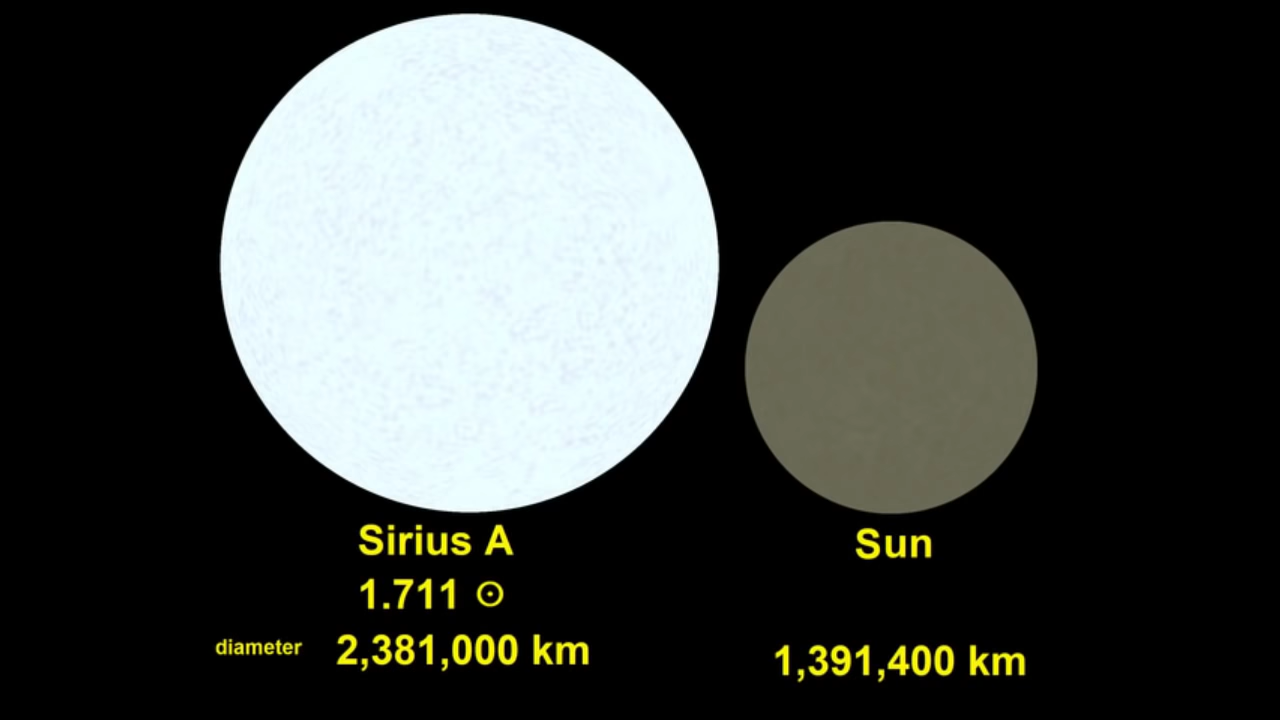 Sirius A
Sun
1.711 ☉
diameter 2,381,000 km
1,391,400 km